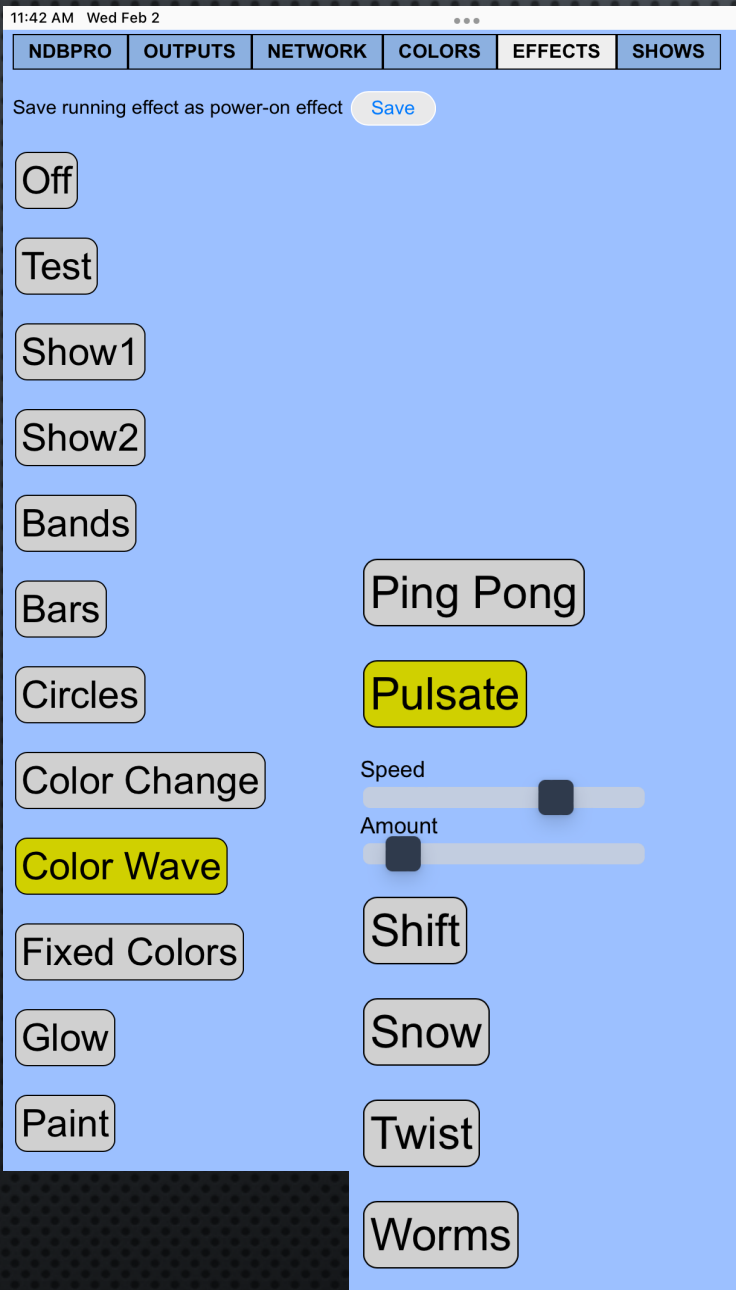 11:42 AM Wed Feb 2
NDBPRO OUTPUTS NETWORK COLORS EFFECTS SHOWS
Save running effect as power-on effect Save
Off
Test
Show1
Show2
Bands
Bars
Circles
Color Change
Color Wave
Fixed Colors
Glow
Paint
Ping Pong
Pulsate
Speed
Amount
Shift
Snow
Twist
Worms